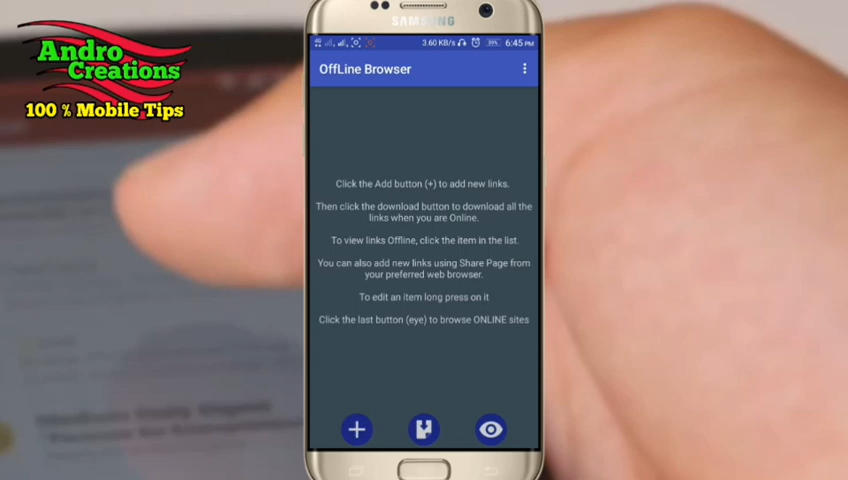 Andro
Creations
100 % Mobile Tips
SAMSUNG
3.60 KB/s
39%
6:45 PM
OffLine Browser
Click the Add button (+) to add new links.
Then click the download button to download all the
links when you are Online.
To view links Offline, click the item in the list.
You can also add new links using Share Page from
your preferred web browser.
To edit an item long press on it
Click the last button (eye) to browse ONLINE sites